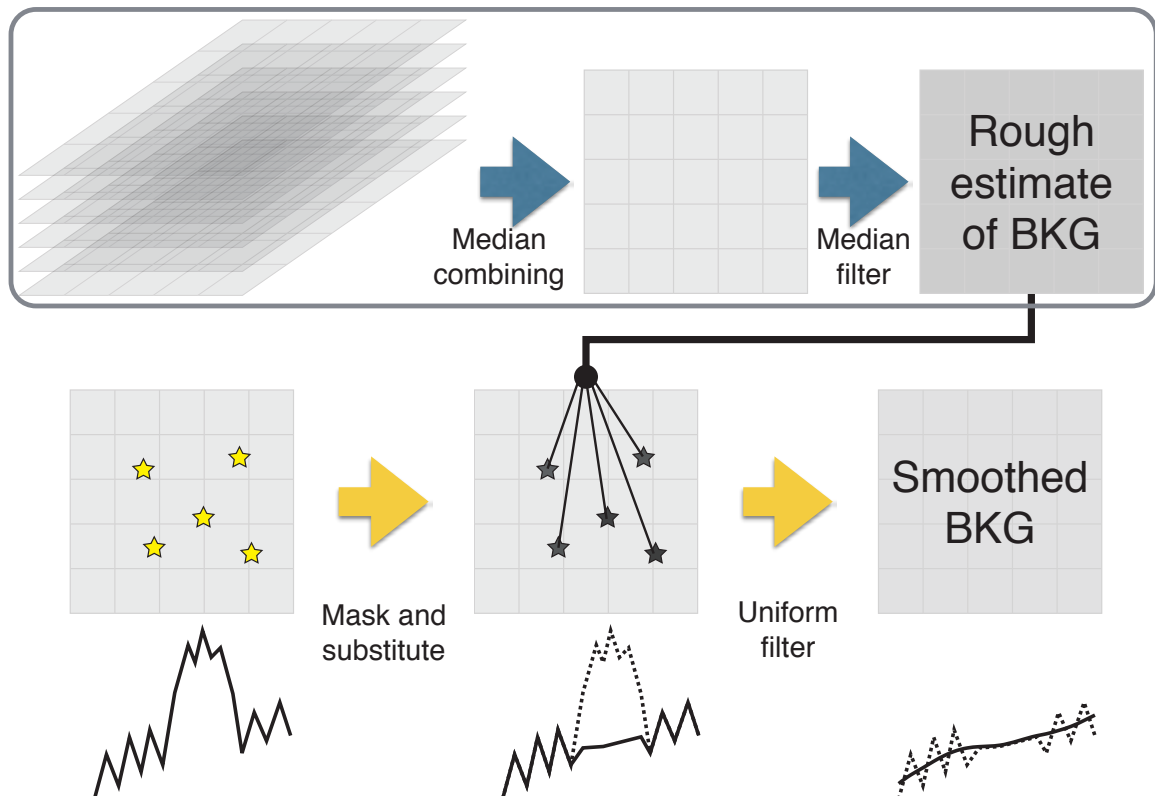 Median
combining
Median
filter
Rough
estimate
of BKG
Mask and
substitute
Uniform
filter
Smoothed
BKG